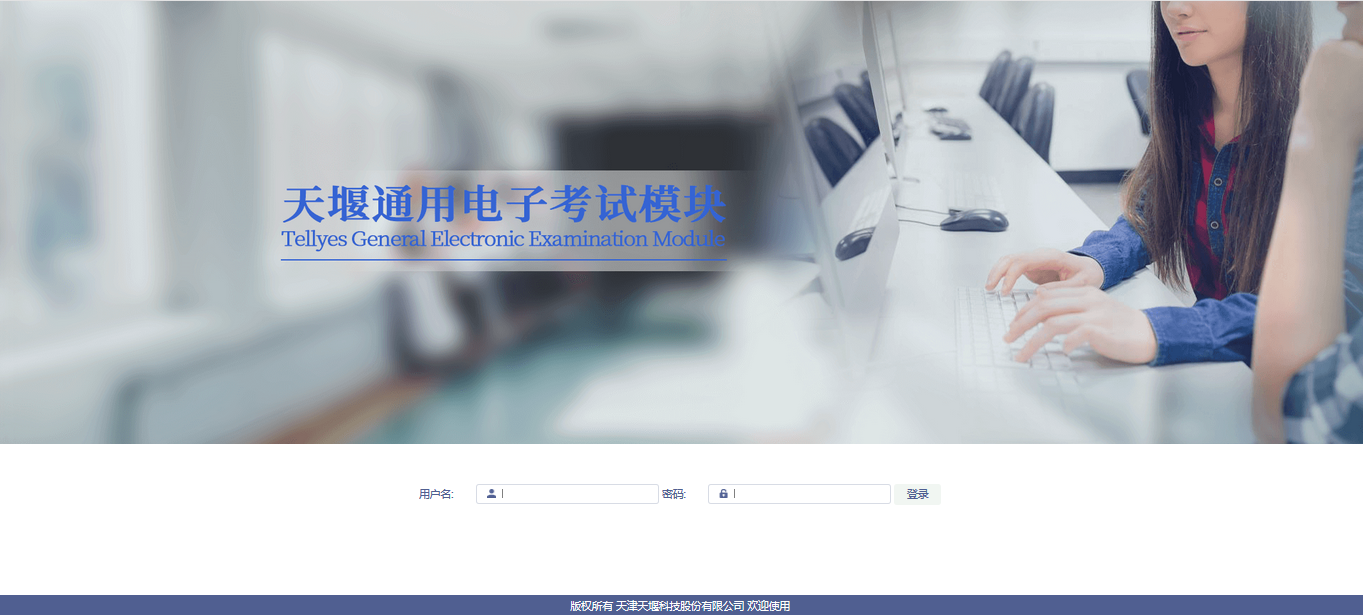 天堰通用电子考试模块
Tellyes General Electronic Examination Module
用户名: 密码: 登录
版权所有 天津天堰科技股份有限公司 欢迎使用